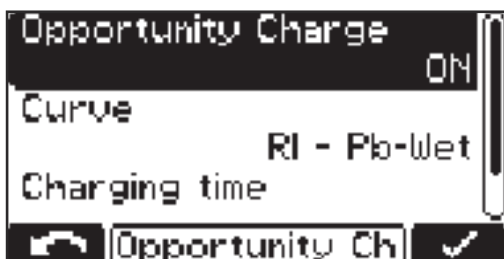 Opportunity Charge
ON
Curve
RI - Pb-Wet
Charging time
Opportunity Ch